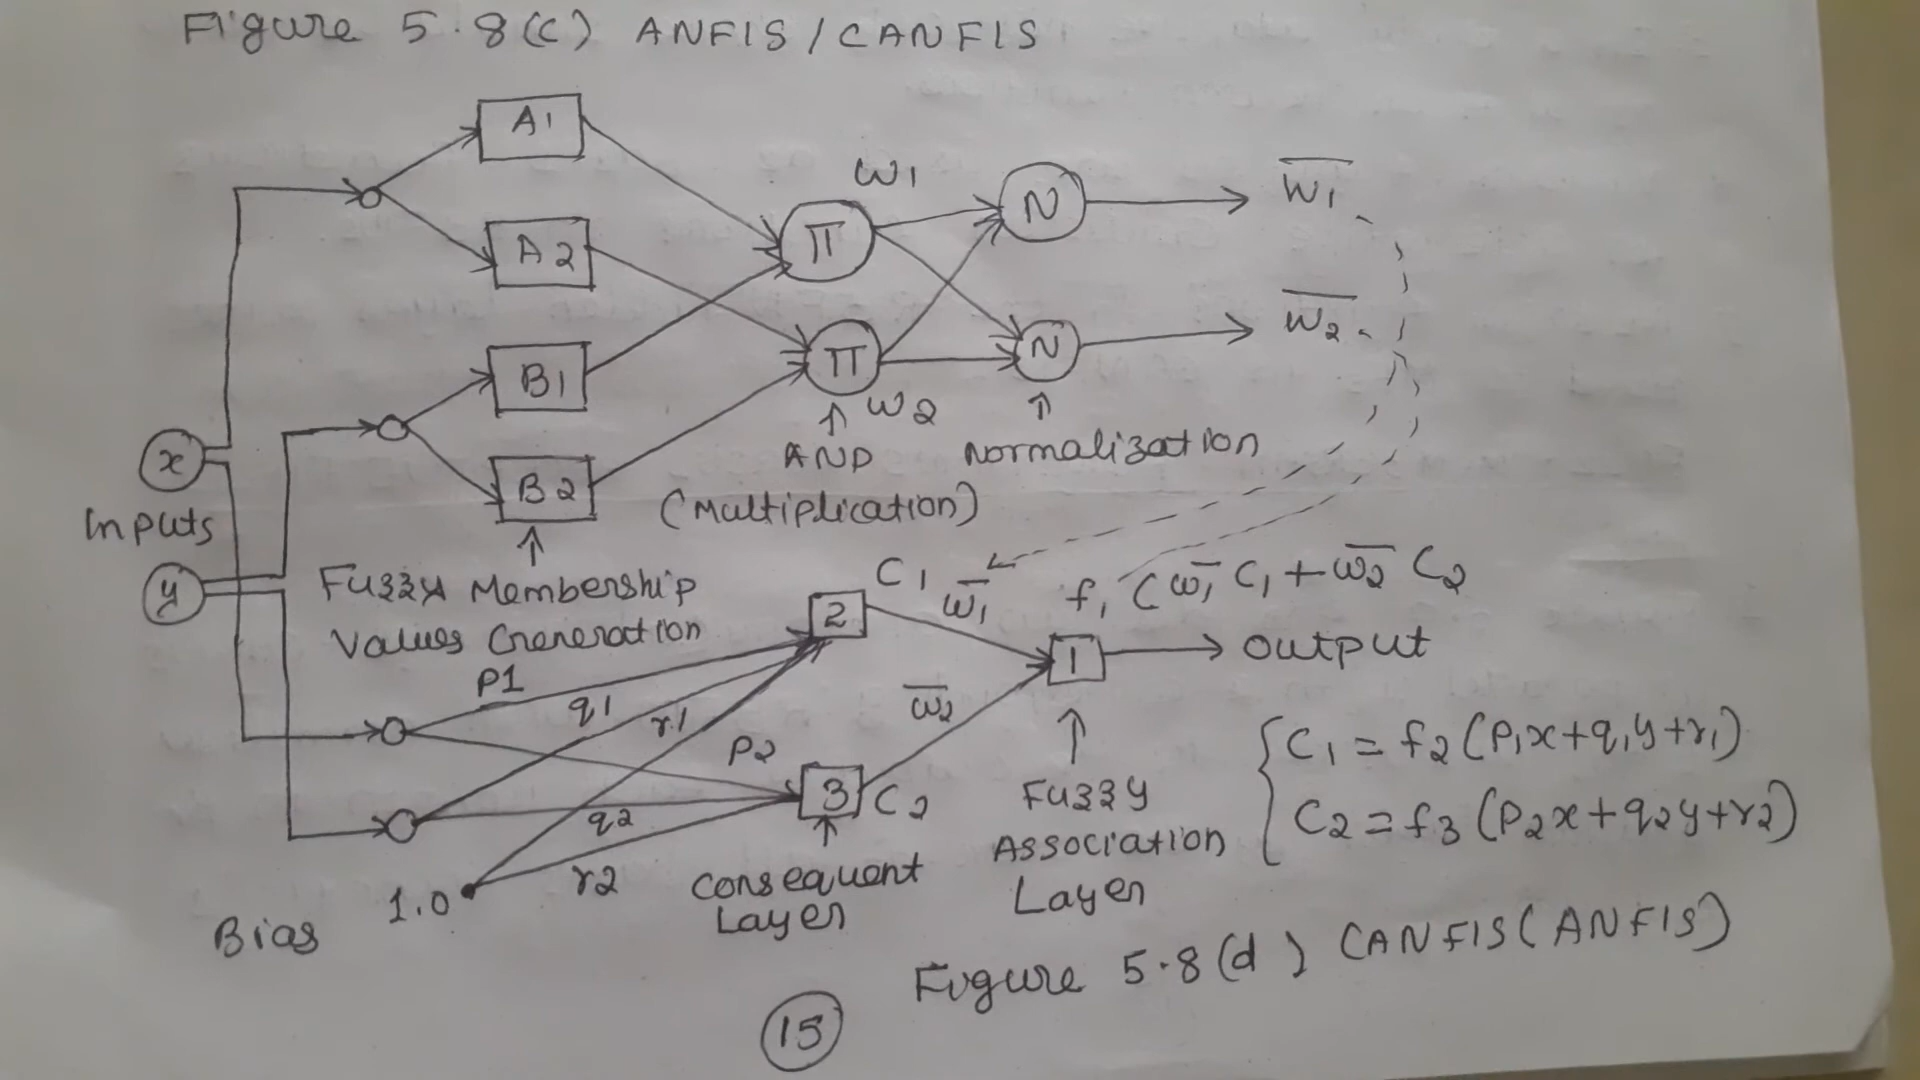 Figure 5.8(c) ANFIS/CANFIS
A1
A2
B1
B2
Π
Π
W1
W2
N
N
W̅1
W̅2
AND
(Multiplication)
Normalization
x
Inputs
y
Fuzzy Membership
Values Generation
P1
q1
r1
P2
q2
r2
2
3
C1
C2
w̅1
w̅2
f1 (w̅1 C1 + w̅2 C2
1
output
Fuzzy
Association
Layer
Consequent
Layer
C1 = f2 (P1x+q1y+r1)
C2 = f3 (P2x+q2y+r2)
1.0
Bias
Figure 5.8(d) CANFIS(ANFIS)
15